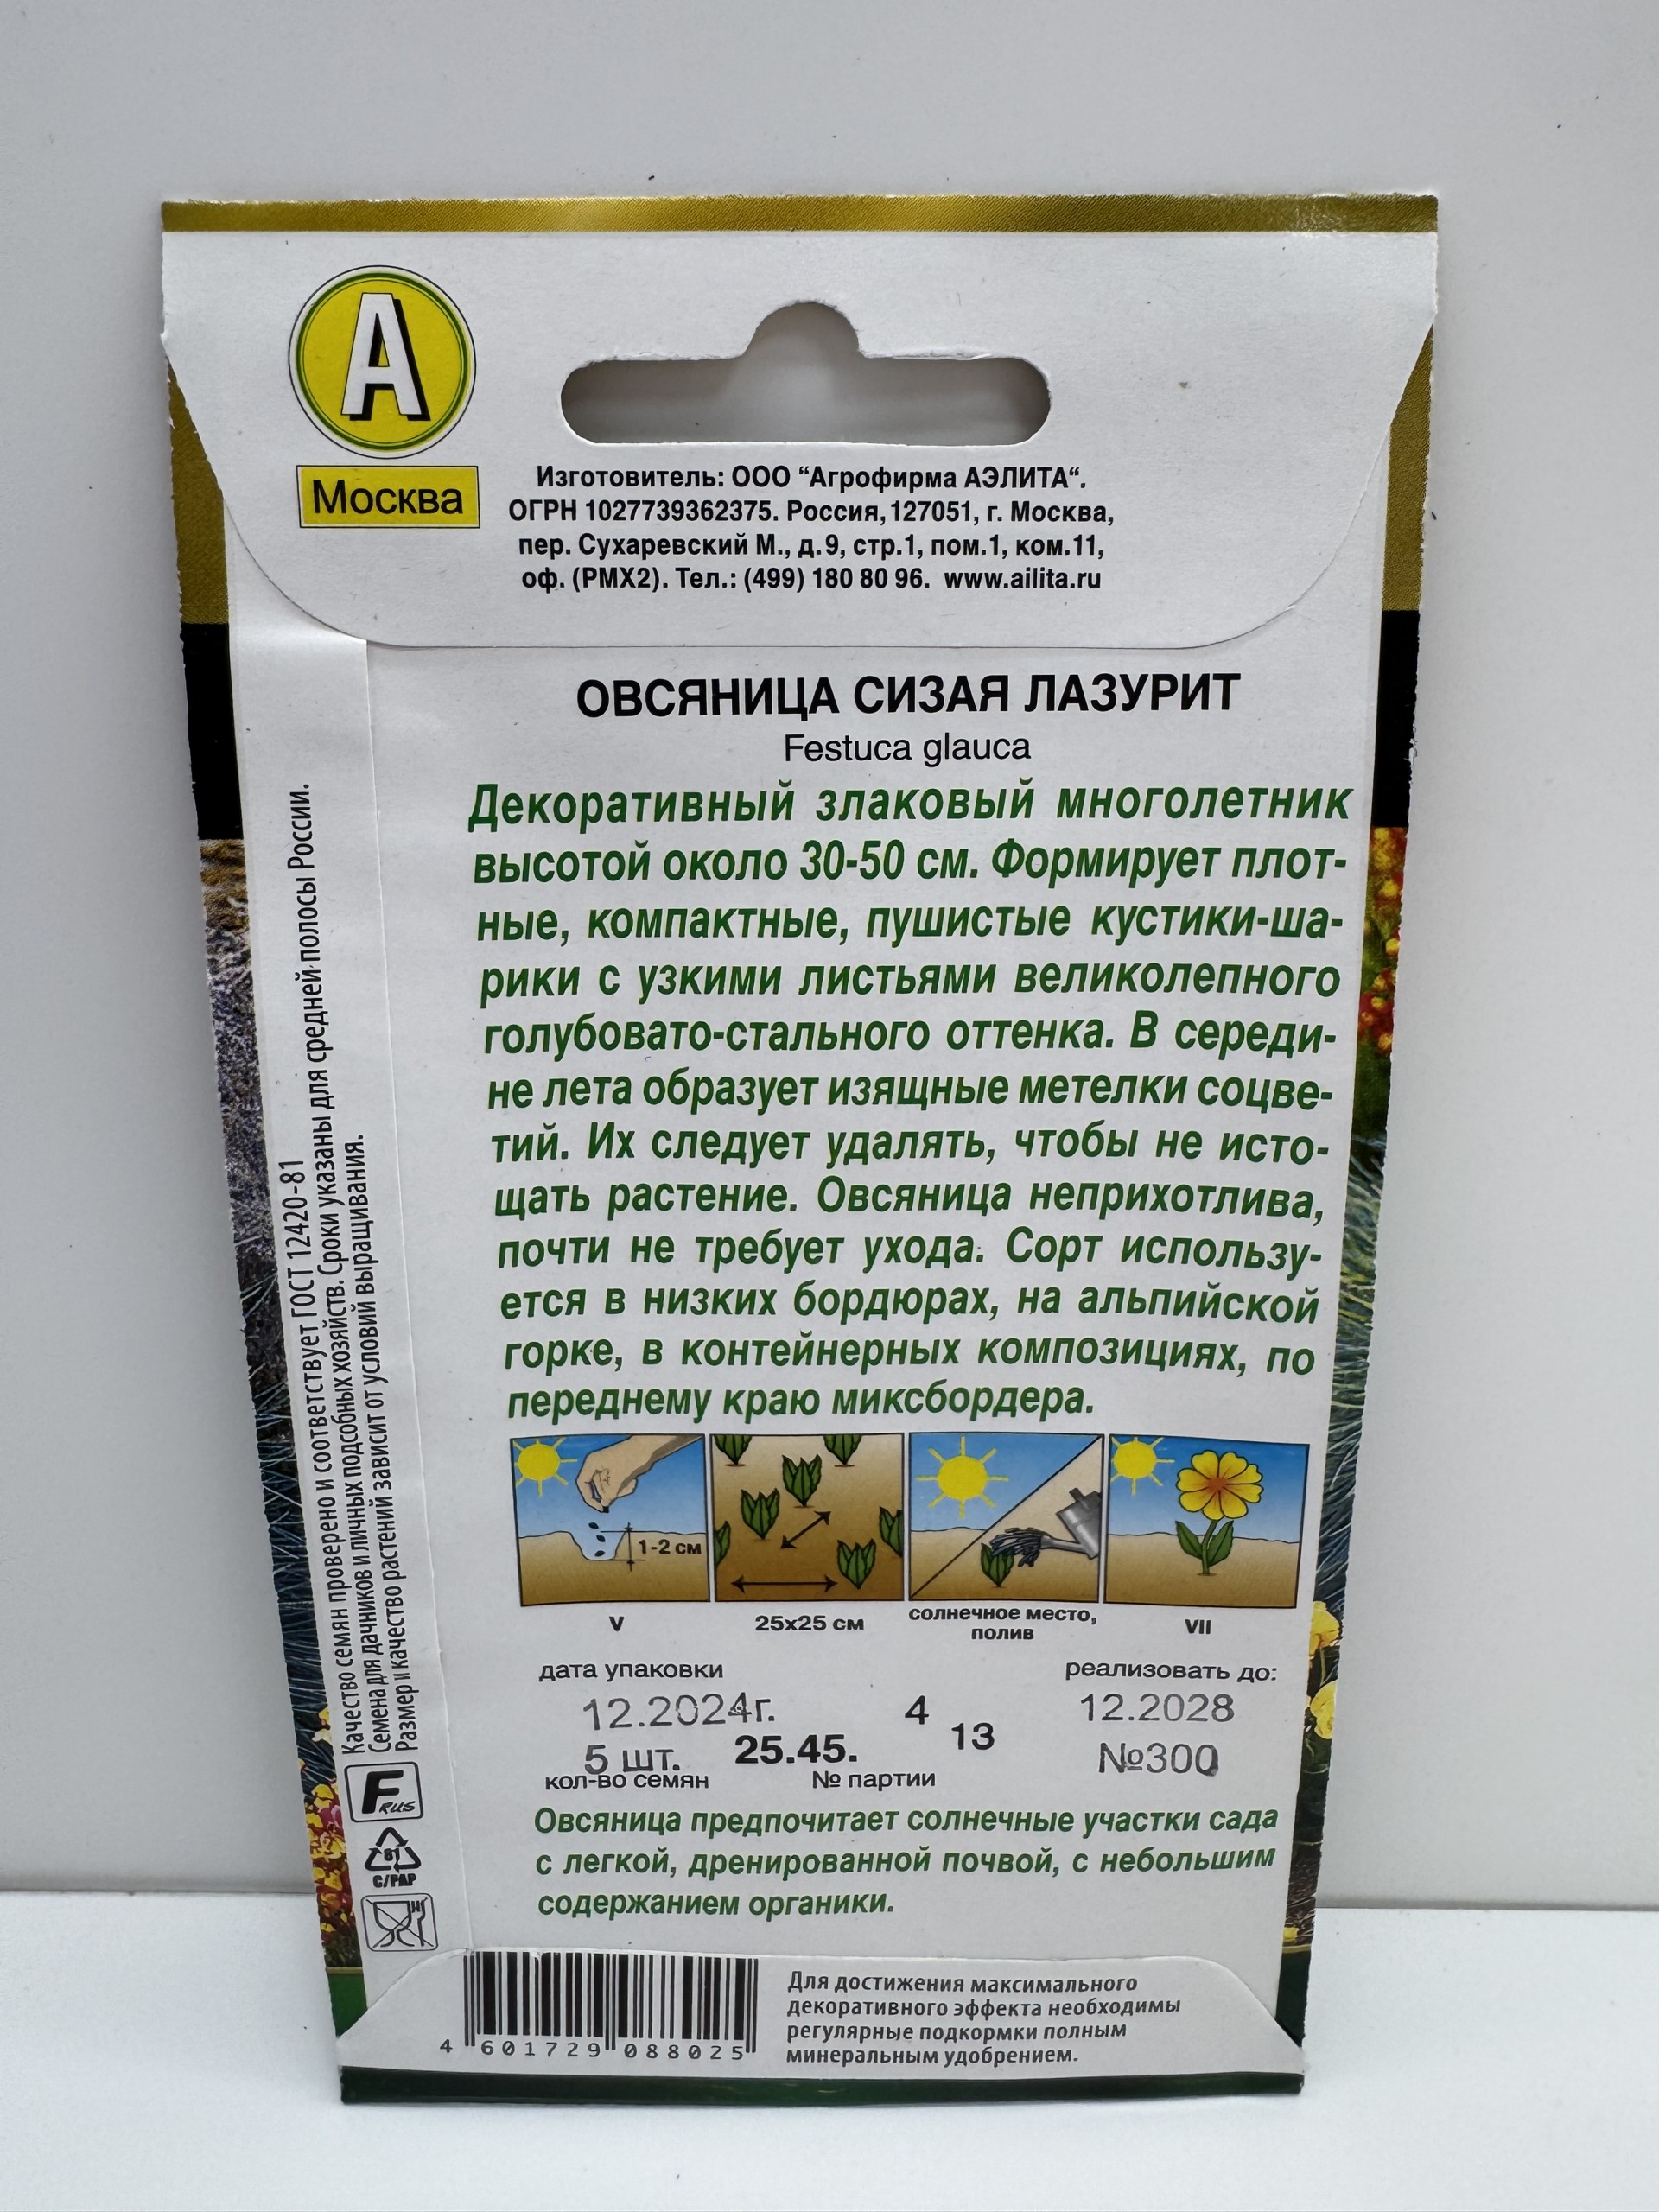 А
Москва
Изготовитель: ООО “Агрофирма АЭЛИТА“.
ОГРН 1027739362375. Россия, 127051, г. Москва,
пер. Сухаревский М., д.9, стр.1, пом.1, ком.11,
оф. (РМХ2). Тел.: (499) 180 80 96. www.ailita.ru
ОВСЯНИЦА СИЗАЯ ЛАЗУРИТ
Festuca glauca
Декоративный злаковый многолетник
высотой около 30-50 см. Формирует плот-
ные, компактные, пушистые кустики-ша-
рики с узкими листьями великолепного
голубовато-стального оттенка. В середи-
не лета образует изящные метелки соцве-
тий. Их следует удалять, чтобы не исто-
щать растение. Овсяница неприхотлива,
почти не требует ухода. Сорт использу-
ется в низких бордюрах, на альпийской
горке, в контейнерных композициях, по
переднему краю миксбордера.
1-2 см
V
25х25 см
солнечное место,
полив
VII
дата упаковки
реализовать до:
12.2024г.
4
13
12.2028
5 шт.
25.45.
№300
кол-во семян
№ партии
Овсяница предпочитает солнечные участки сада
с легкой, дренированной почвой, с небольшим
содержанием органики.
Качество семян проверено и соответствует ГОСТ 12420-81
Семена для дачников и личных подсобных хозяйств. Сроки указаны для средней полосы России.
Размер и качество растений зависит от условий выращивания.
F RUS
81
C/PAP
4 601729 088025
Для достижения максимального
декоративного эффекта необходимы
регулярные подкормки полным
минеральным удобрением.